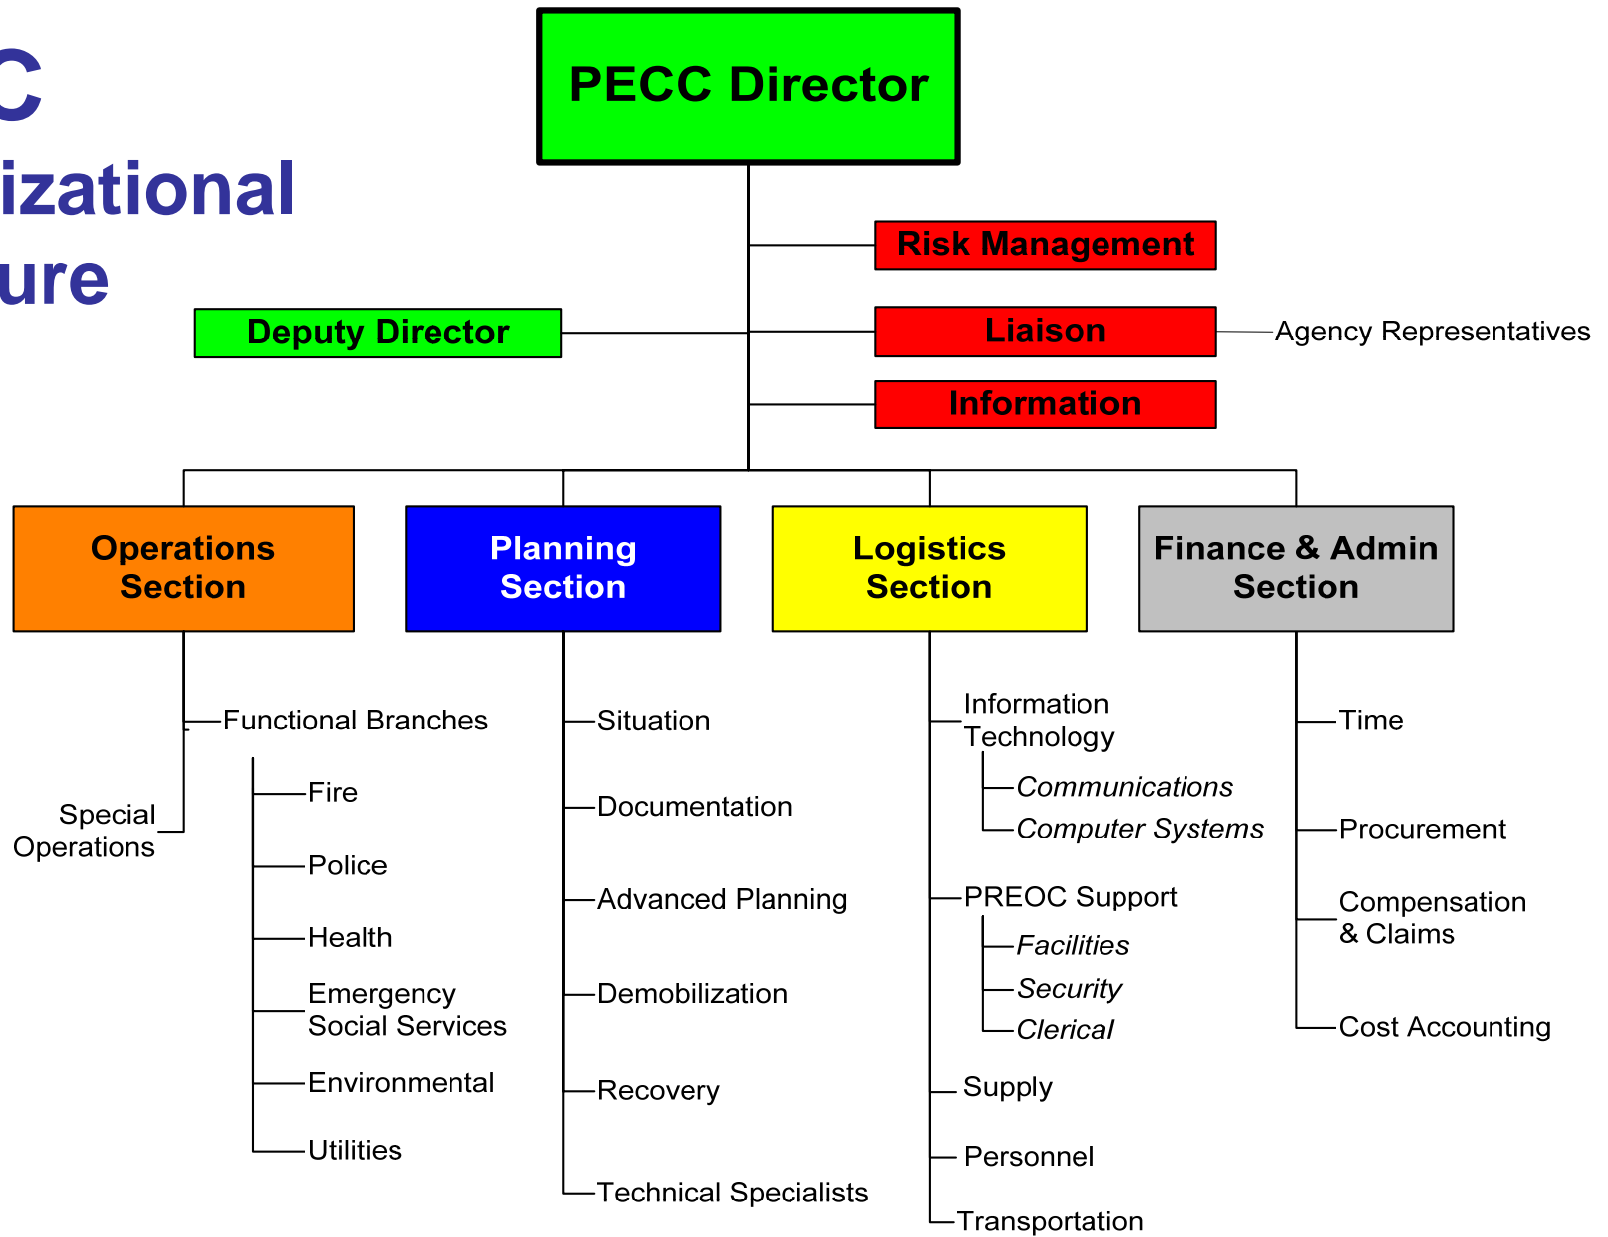 C
izational
ure
PECC Director
Risk Management
Deputy Director
Liaison
Agency Representatives
Information
Operations
Section
Planning
Section
Logistics
Section
Finance & Admin
Section
Functional Branches
Special
Operations
Fire
Police
Health
Emergency
Social Services
Environmental
Utilities
Situation
Documentation
Advanced Planning
Demobilization
Recovery
Technical Specialists
Information
Technology
Communications
Computer Systems
PREOC Support
Facilities
Security
Clerical
Supply
Personnel
Transportation
Time
Procurement
Compensation
& Claims
Cost Accounting